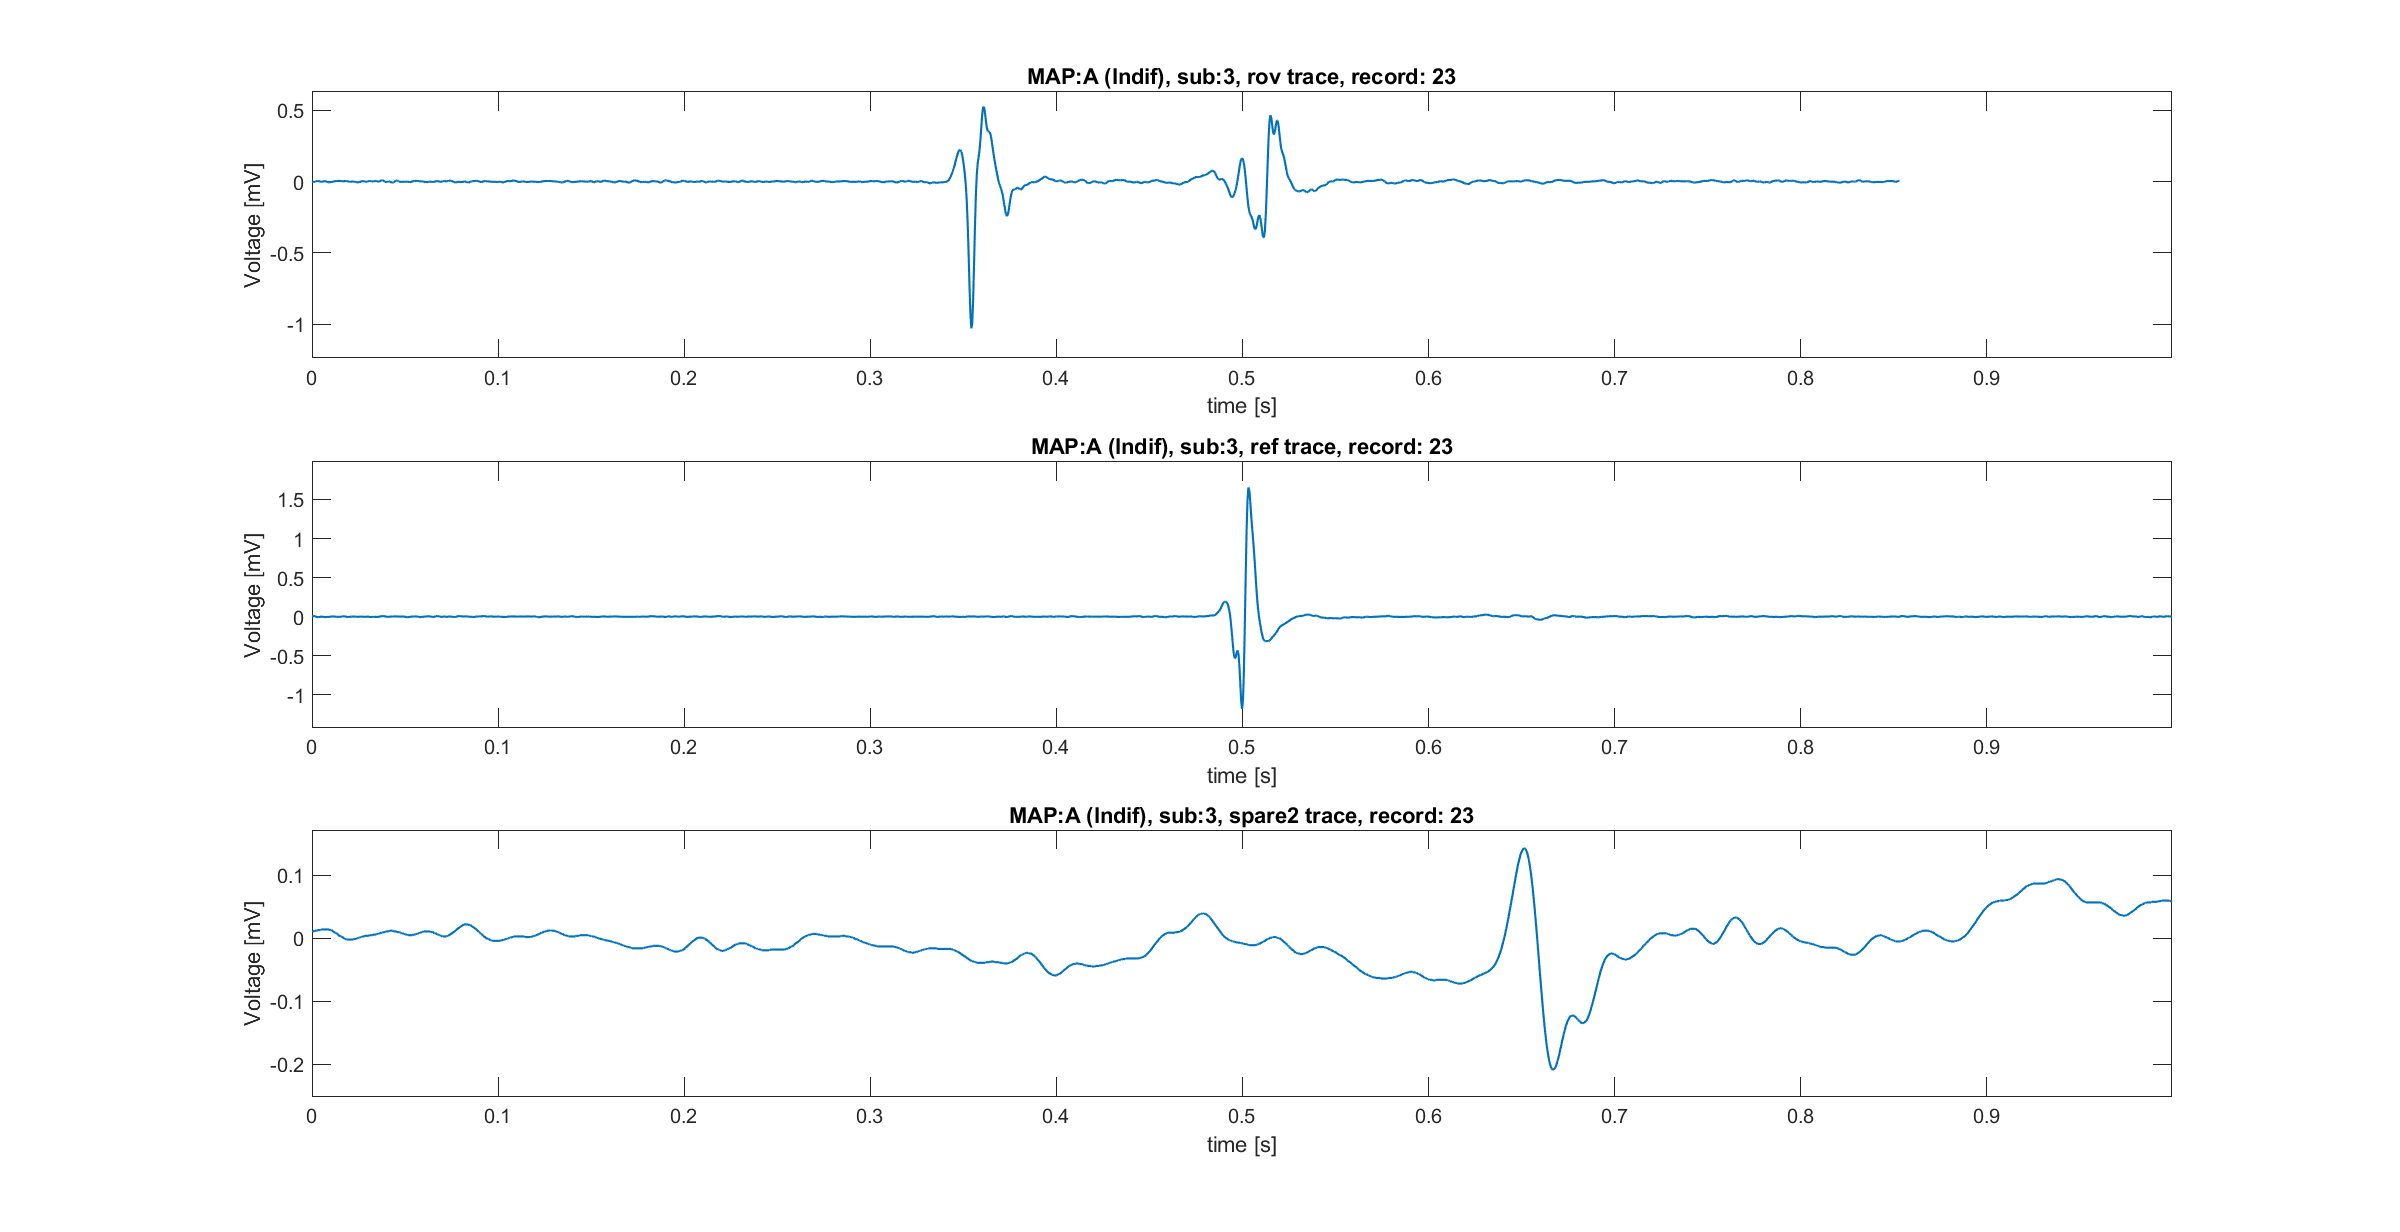 MAP:A (Indif), sub:3, rov trace, record: 23
0.5
0
-0.5
-1
Voltage [mV]
0 0.1 0.2 0.3 0.4 0.5 0.6 0.7 0.8 0.9
time [s]
MAP:A (Indif), sub:3, ref trace, record: 23
1.5
1
0.5
0
-0.5
-1
Voltage [mV]
0 0.1 0.2 0.3 0.4 0.5 0.6 0.7 0.8 0.9
time [s]
MAP:A (Indif), sub:3, spare2 trace, record: 23
0.1
0
-0.1
-0.2
Voltage [mV]
0 0.1 0.2 0.3 0.4 0.5 0.6 0.7 0.8 0.9
time [s]